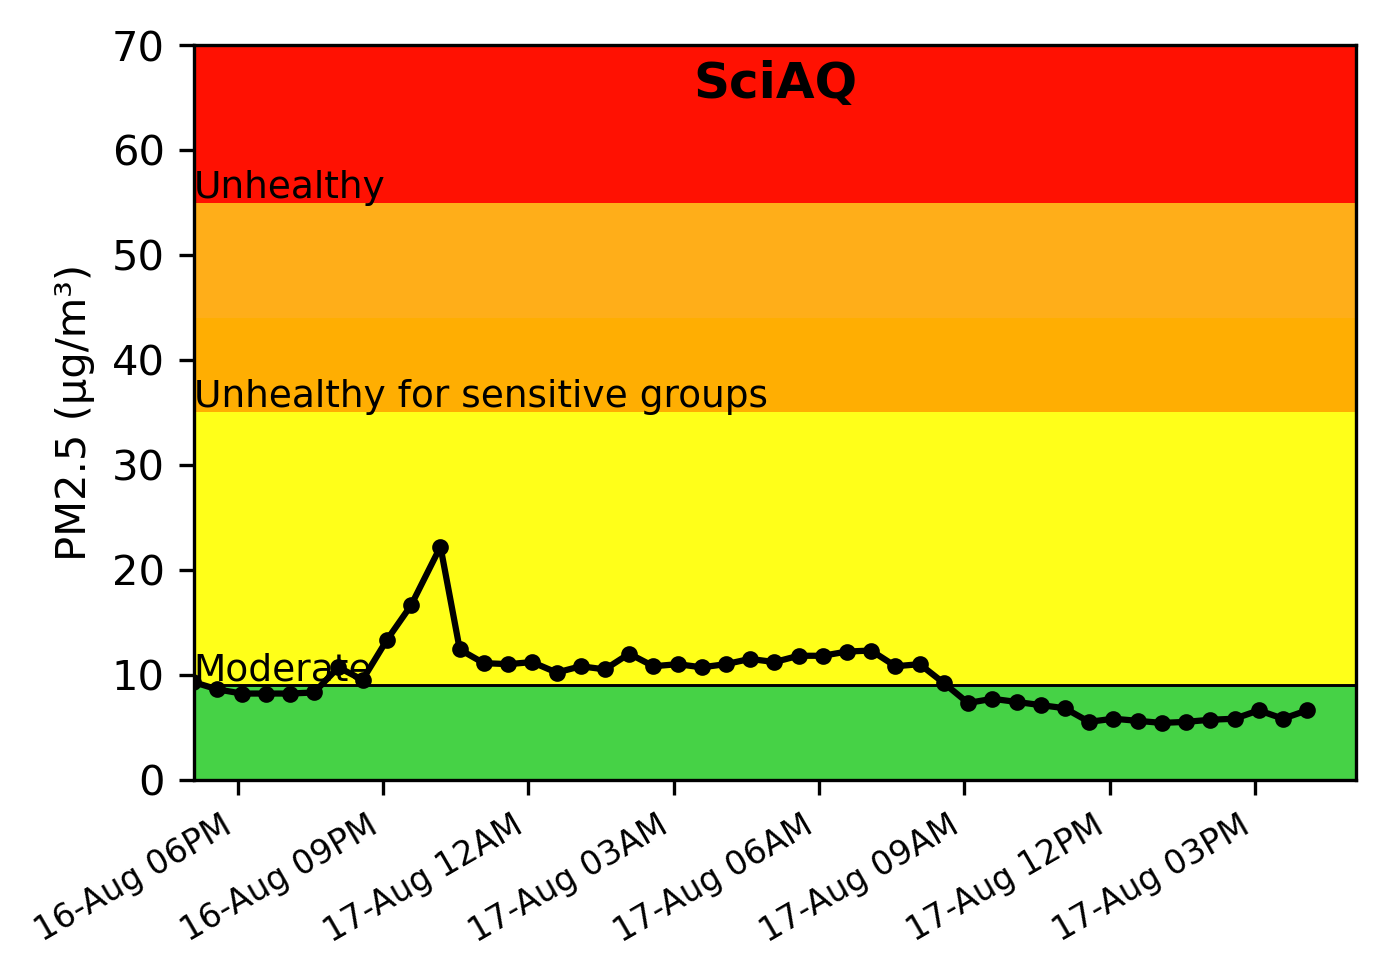 SciAQ
PM2.5 (µg/m³)
70
60
50
40
30
20
10
0
Unhealthy
Unhealthy for sensitive groups
Moderate
16-Aug 06PM
16-Aug 09PM
17-Aug 12AM
17-Aug 03AM
17-Aug 06AM
17-Aug 09AM
17-Aug 12PM
17-Aug 03PM